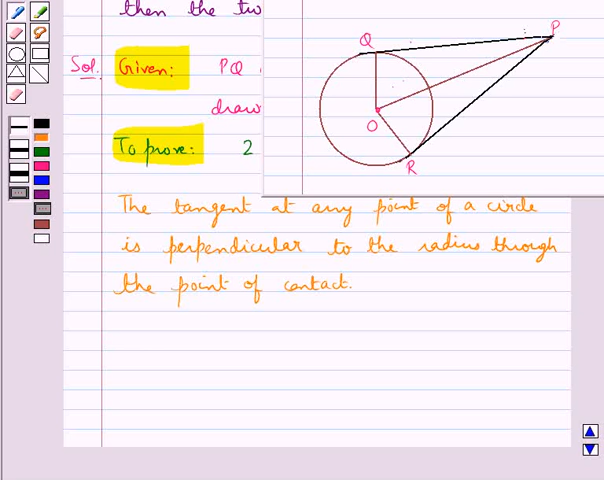 then the two
Sol. Given: PQ
draw
To prove: 2
P
Q
O
R
The tangent at any point of a circle
is perpendicular to the radius through
the point of contact.